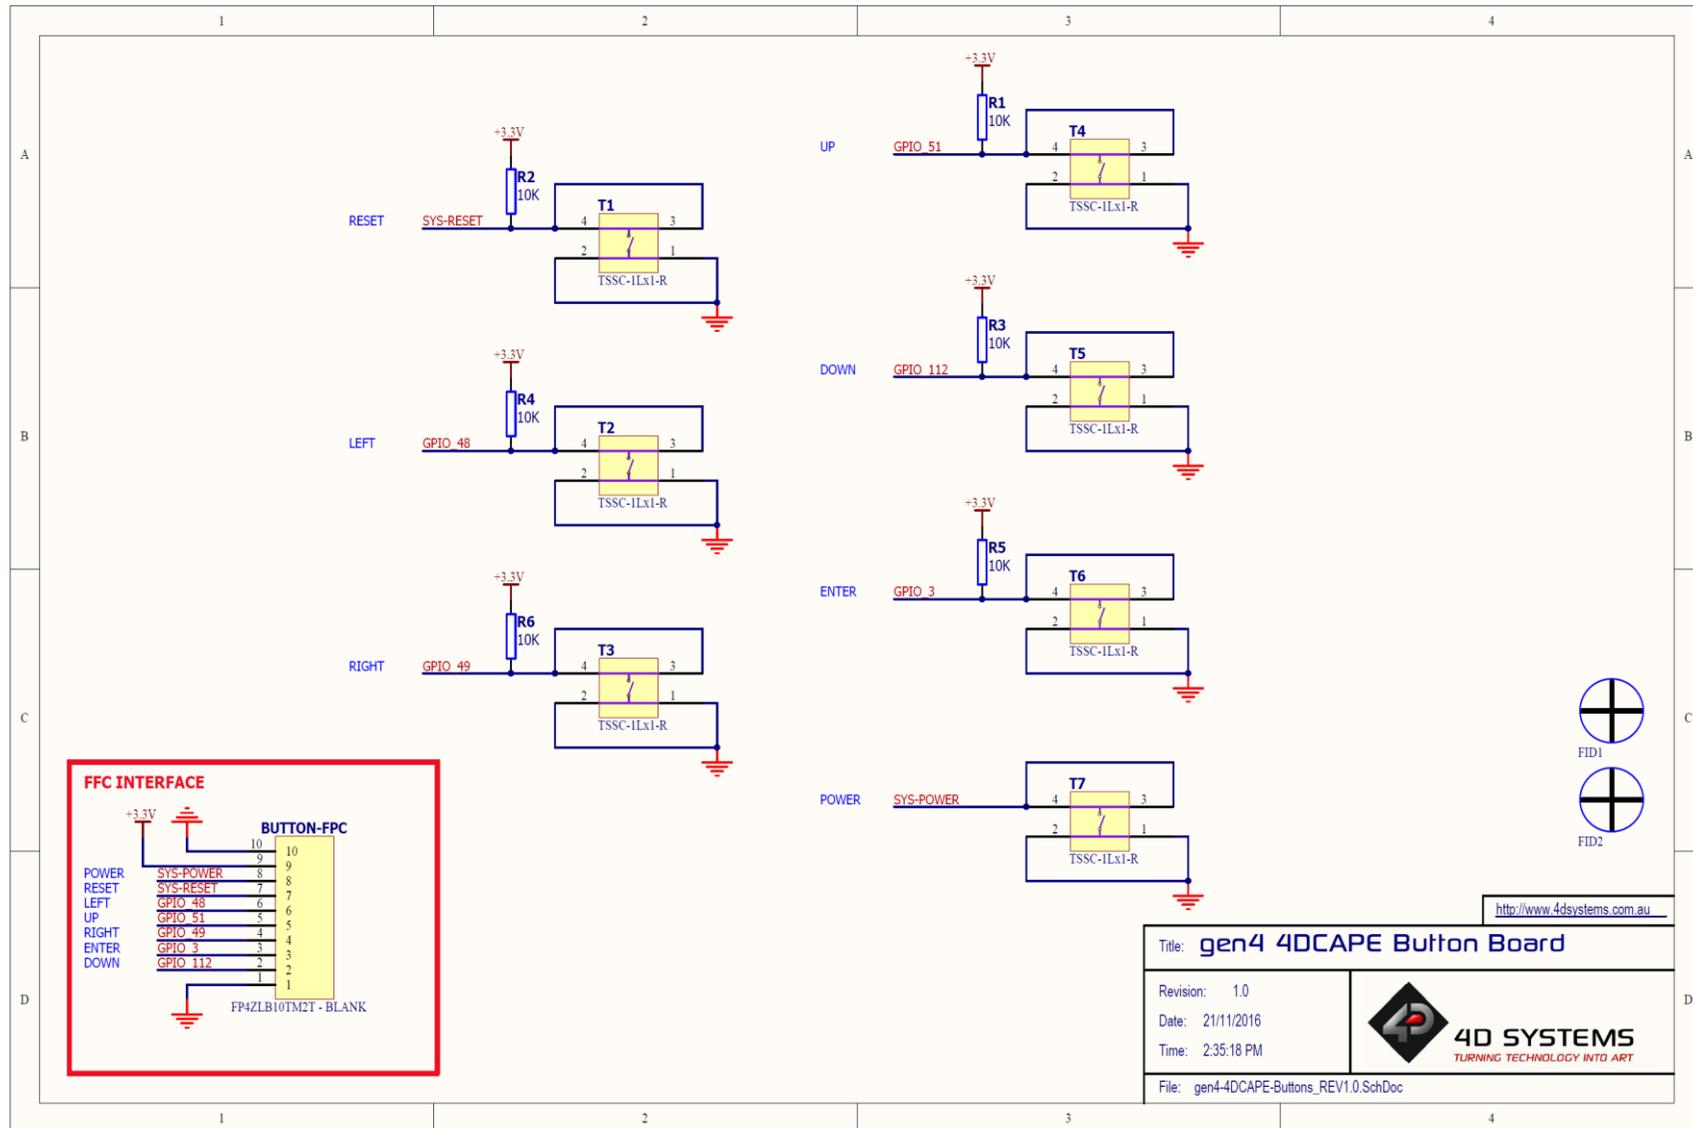 1 2 3 4
+3.3V
R1
10K
T4
UP GPIO_51 4 3
2 1
TSSC-1Lx1-R
A A
+3.3V
R2
10K
T1
RESET SYS-RESET 4 3
2 1
TSSC-1Lx1-R
+3.3V
R3
10K
T5
DOWN GPIO_112 4 3
2 1
TSSC-1Lx1-R
+3.3V
R4
10K
T2
LEFT GPIO_48 4 3
2 1
TSSC-1Lx1-R
B B
+3.3V
R5
10K
T6
ENTER GPIO_3 4 3
2 1
TSSC-1Lx1-R
+3.3V
R6
10K
T3
RIGHT GPIO_49 4 3
2 1
TSSC-1Lx1-R
C C
FID1
T7
POWER SYS-POWER 4 3
2 1
TSSC-1Lx1-R
FID2
FFC INTERFACE
+3.3V
BUTTON-FPC
10 10
9 9
POWER SYS-POWER 8 8
RESET SYS-RESET 7 7
LEFT GPIO_48 6 6
UP GPIO_51 5 5
RIGHT GPIO_49 4 4
ENTER GPIO_3 3 3
DOWN GPIO_112 2 2
1 1
FP4ZLB10TM2T - BLANK
D D
http://www.4dsystems.com.au
Title: gen4 4DCAPE Button Board
Revision: 1.0
Date: 21/11/2016
Time: 2:35:18 PM
4D SYSTEMS
TURNING TECHNOLOGY INTO ART
File: gen4-4DCAPE-Buttons_REV1.0.SchDoc
1 2 3 4